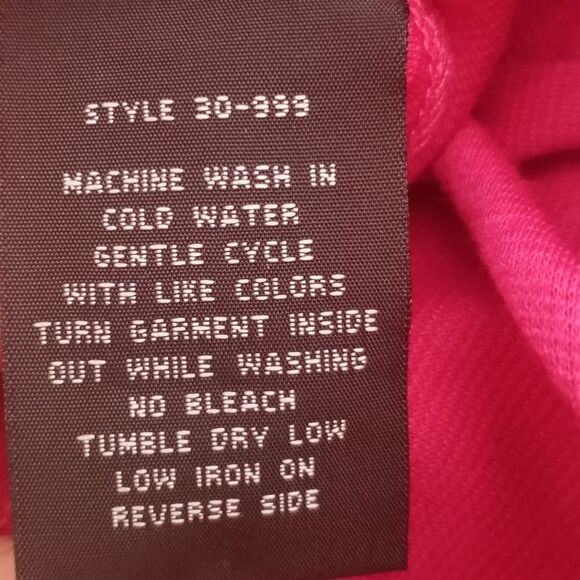 STYLE 30-999
MACHINE WASH IN
COLD WATER
GENTLE CYCLE
WITH LIKE COLORS
TURN GARMENT INSIDE
OUT WHILE WASHING
NO BLEACH
TUMBLE DRY LOW
LOW IRON ON
REVERSE SIDE